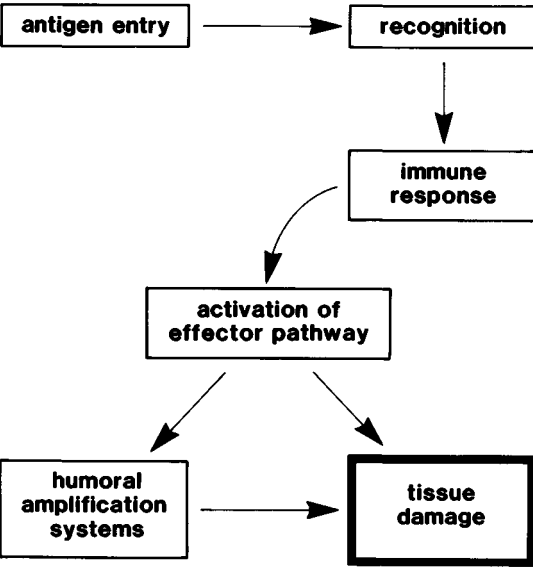 antigen entry
recognition
immune
response
activation of
effector pathway
humoral
amplification
systems
tissue
damage